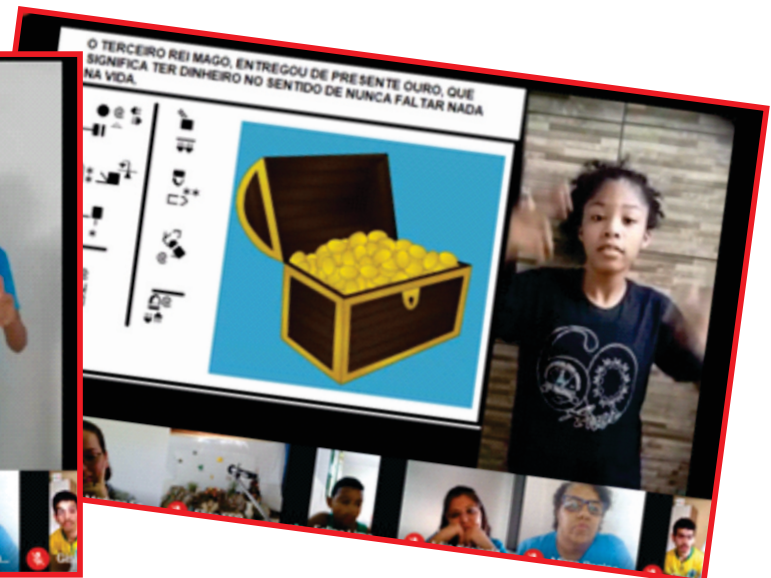 O TERCEIRO REI MAGO, ENTREGOU DE PRESENTE OURO, QUE
SIGNIFICA TER DINHEIRO NO SENTIDO DE NUNCA FALTAR NADA
NA VIDA.
60